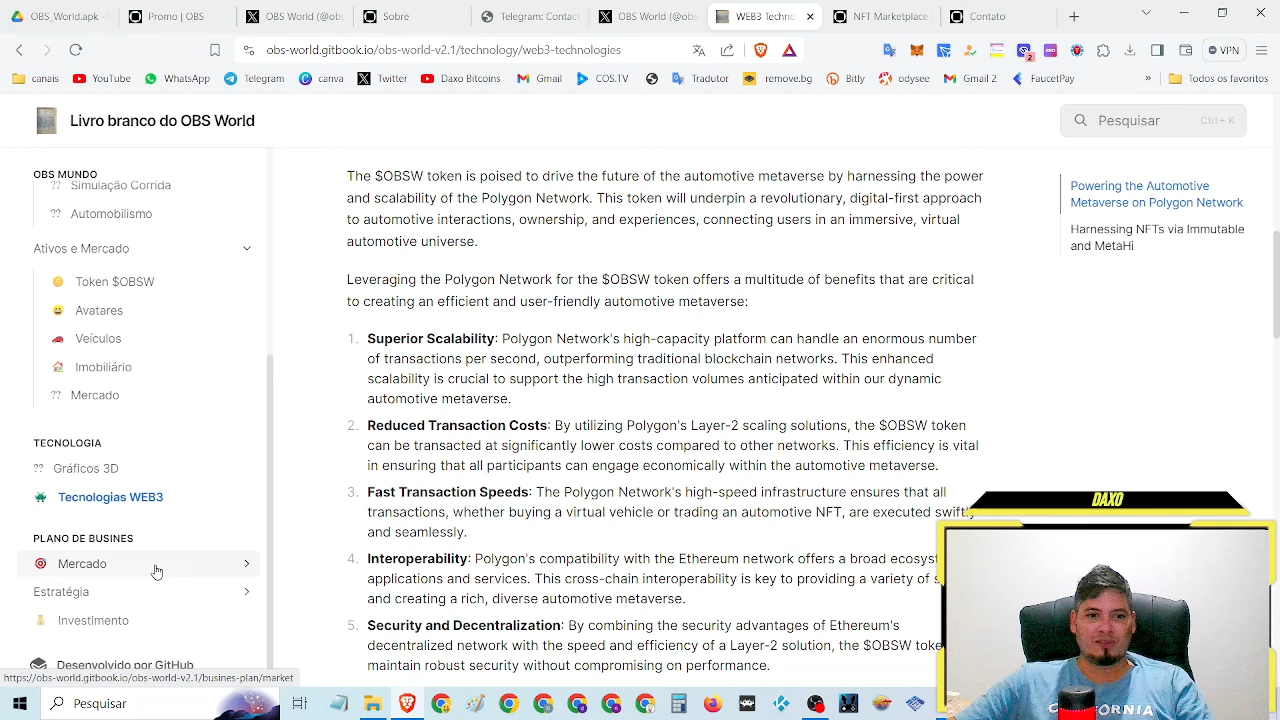 OBS_World.apk -
Promo | OBS
OBS World (@obs
Sobre
Telegram: Contac
OBS World (@obs
WEB3 Techno
NFT Marketplace
Contato
obs-world.gitbook.io/obs-world-v2.1/technology/web3-technologies
2
VPN
canais
YouTube
WhatsApp
Telegram
canva
Twitter
Daxo Bitcoins
Gmail
COS.TV
Tradutor
remove.bg
Bitly
odysee
Gmail 2
FaucetPay
»
Todos os favoritos
Livro branco do OBS World
Pesquisar
Ctrl + K
OBS MUNDO
?? Simulação Corrida
?? Automobilismo
Ativos e Mercado
Token $OBSW
Avatares
Veículos
Imobiliário
?? Mercado
TECNOLOGIA
?? Gráficos 3D
Tecnologias WEB3
PLANO DE BUSINES
Mercado
Estratégia
Investimento
Desenvolvido por GitHub
https://obs-world.gitbook.io/obs-world-v2.1/busines-plan/market
The $OBSW token is poised to drive the future of the automotive metaverse by harnessing the power
and scalability of the Polygon Network. This token will underpin a revolutionary, digital-first approach
to automotive interactions, ownership, and experiences, connecting users in an immersive, virtual
automotive universe.
Leveraging the Polygon Network for the $OBSW token offers a multitude of benefits that are critical
to creating an efficient and user-friendly automotive metaverse:
1. Superior Scalability: Polygon Network's high-capacity platform can handle an enormous number
of transactions per second, outperforming traditional blockchain networks. This enhanced
scalability is crucial to support the high transaction volumes anticipated within our dynamic
automotive metaverse.
2. Reduced Transaction Costs: By utilizing Polygon's Layer-2 scaling solutions, the $OBSW token
can be transacted at significantly lower costs compared to other networks. This efficiency is vital
in ensuring that all participants can engage economically within the automotive metaverse.
3. Fast Transaction Speeds: The Polygon Network's high-speed infrastructure ensures that all
transactions, whether buying a virtual vehicle or trading an automotive NFT, are executed swiftly
and seamlessly.
4. Interoperability: Polygon's compatibility with the Ethereum network offers a broad ecosyst
applications and services. This cross-chain interoperability is key to providing a variety of s
and creating a rich, diverse automotive metaverse.
5. Security and Decentralization: By combining the security advantages of Ethereum's
decentralized network with the efficiency of a Layer-2 solution, the $OBSW toke
maintain robust security without compromising on performance.
Powering the Automotive
Metaverse on Polygon Network
Harnessing NFTs via Immutable
and MetaHi
DAXO
CALIFORNIA
Pesquisar